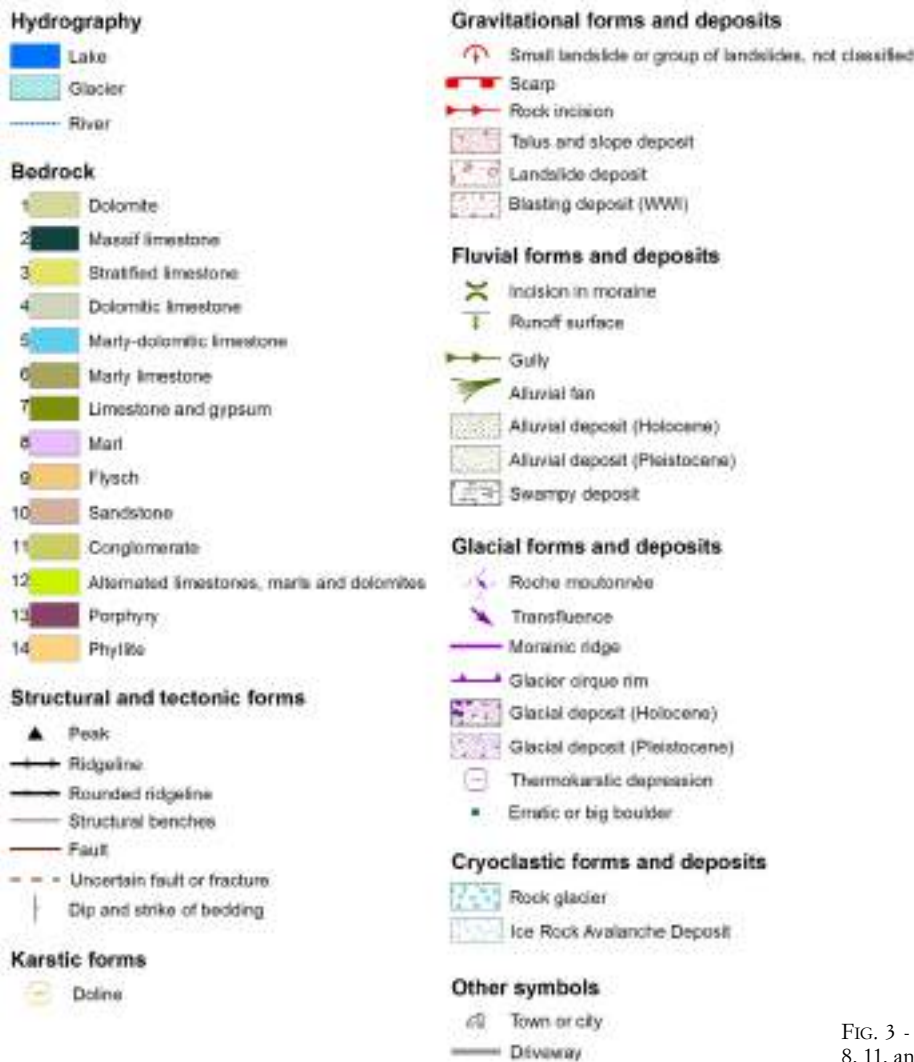 Hydrography
Lake
Glacier
River
Bedrock
1 Dolomite
2 Massif limestone
3 Stratified limestone
4 Dolomitic limestone
5 Marly-dolomitic limestone
6 Marly limestone
7 Limestone and gypsum
8 Marl
9 Flysch
10 Sandstone
11 Conglomerate
12 Alternated limestones, marls and dolomites
13 Porphyry
14 Phyllite
Structural and tectonic forms
Peak
Ridgeline
Rounded ridgeline
Structural benches
Fault
Uncertain fault or fracture
Dip and strike of bedding
Karstic forms
Doline
Gravitational forms and deposits
Small landslide or group of landslides, not classified
Scarp
Rock incision
Talus and slope deposit
Landslide deposit
Blasting deposit (WWI)
Fluvial forms and deposits
Incision in moraine
Runoff surface
Gully
Alluvial fan
Alluvial deposit (Holocene)
Alluvial deposit (Pleistocene)
Swampy deposit
Glacial forms and deposits
Roche moutonnée
Transfluence
Morainic ridge
Glacier cirque rim
Glacial deposit (Holocene)
Glacial deposit (Pleistocene)
Thermokarstic depression
Erratic or big boulder
Cryoclastic forms and deposits
Rock glacier
Ice Rock Avalanche Deposit
Other symbols
Town or city
Driveway
FIG. 3 -
8, 11, an